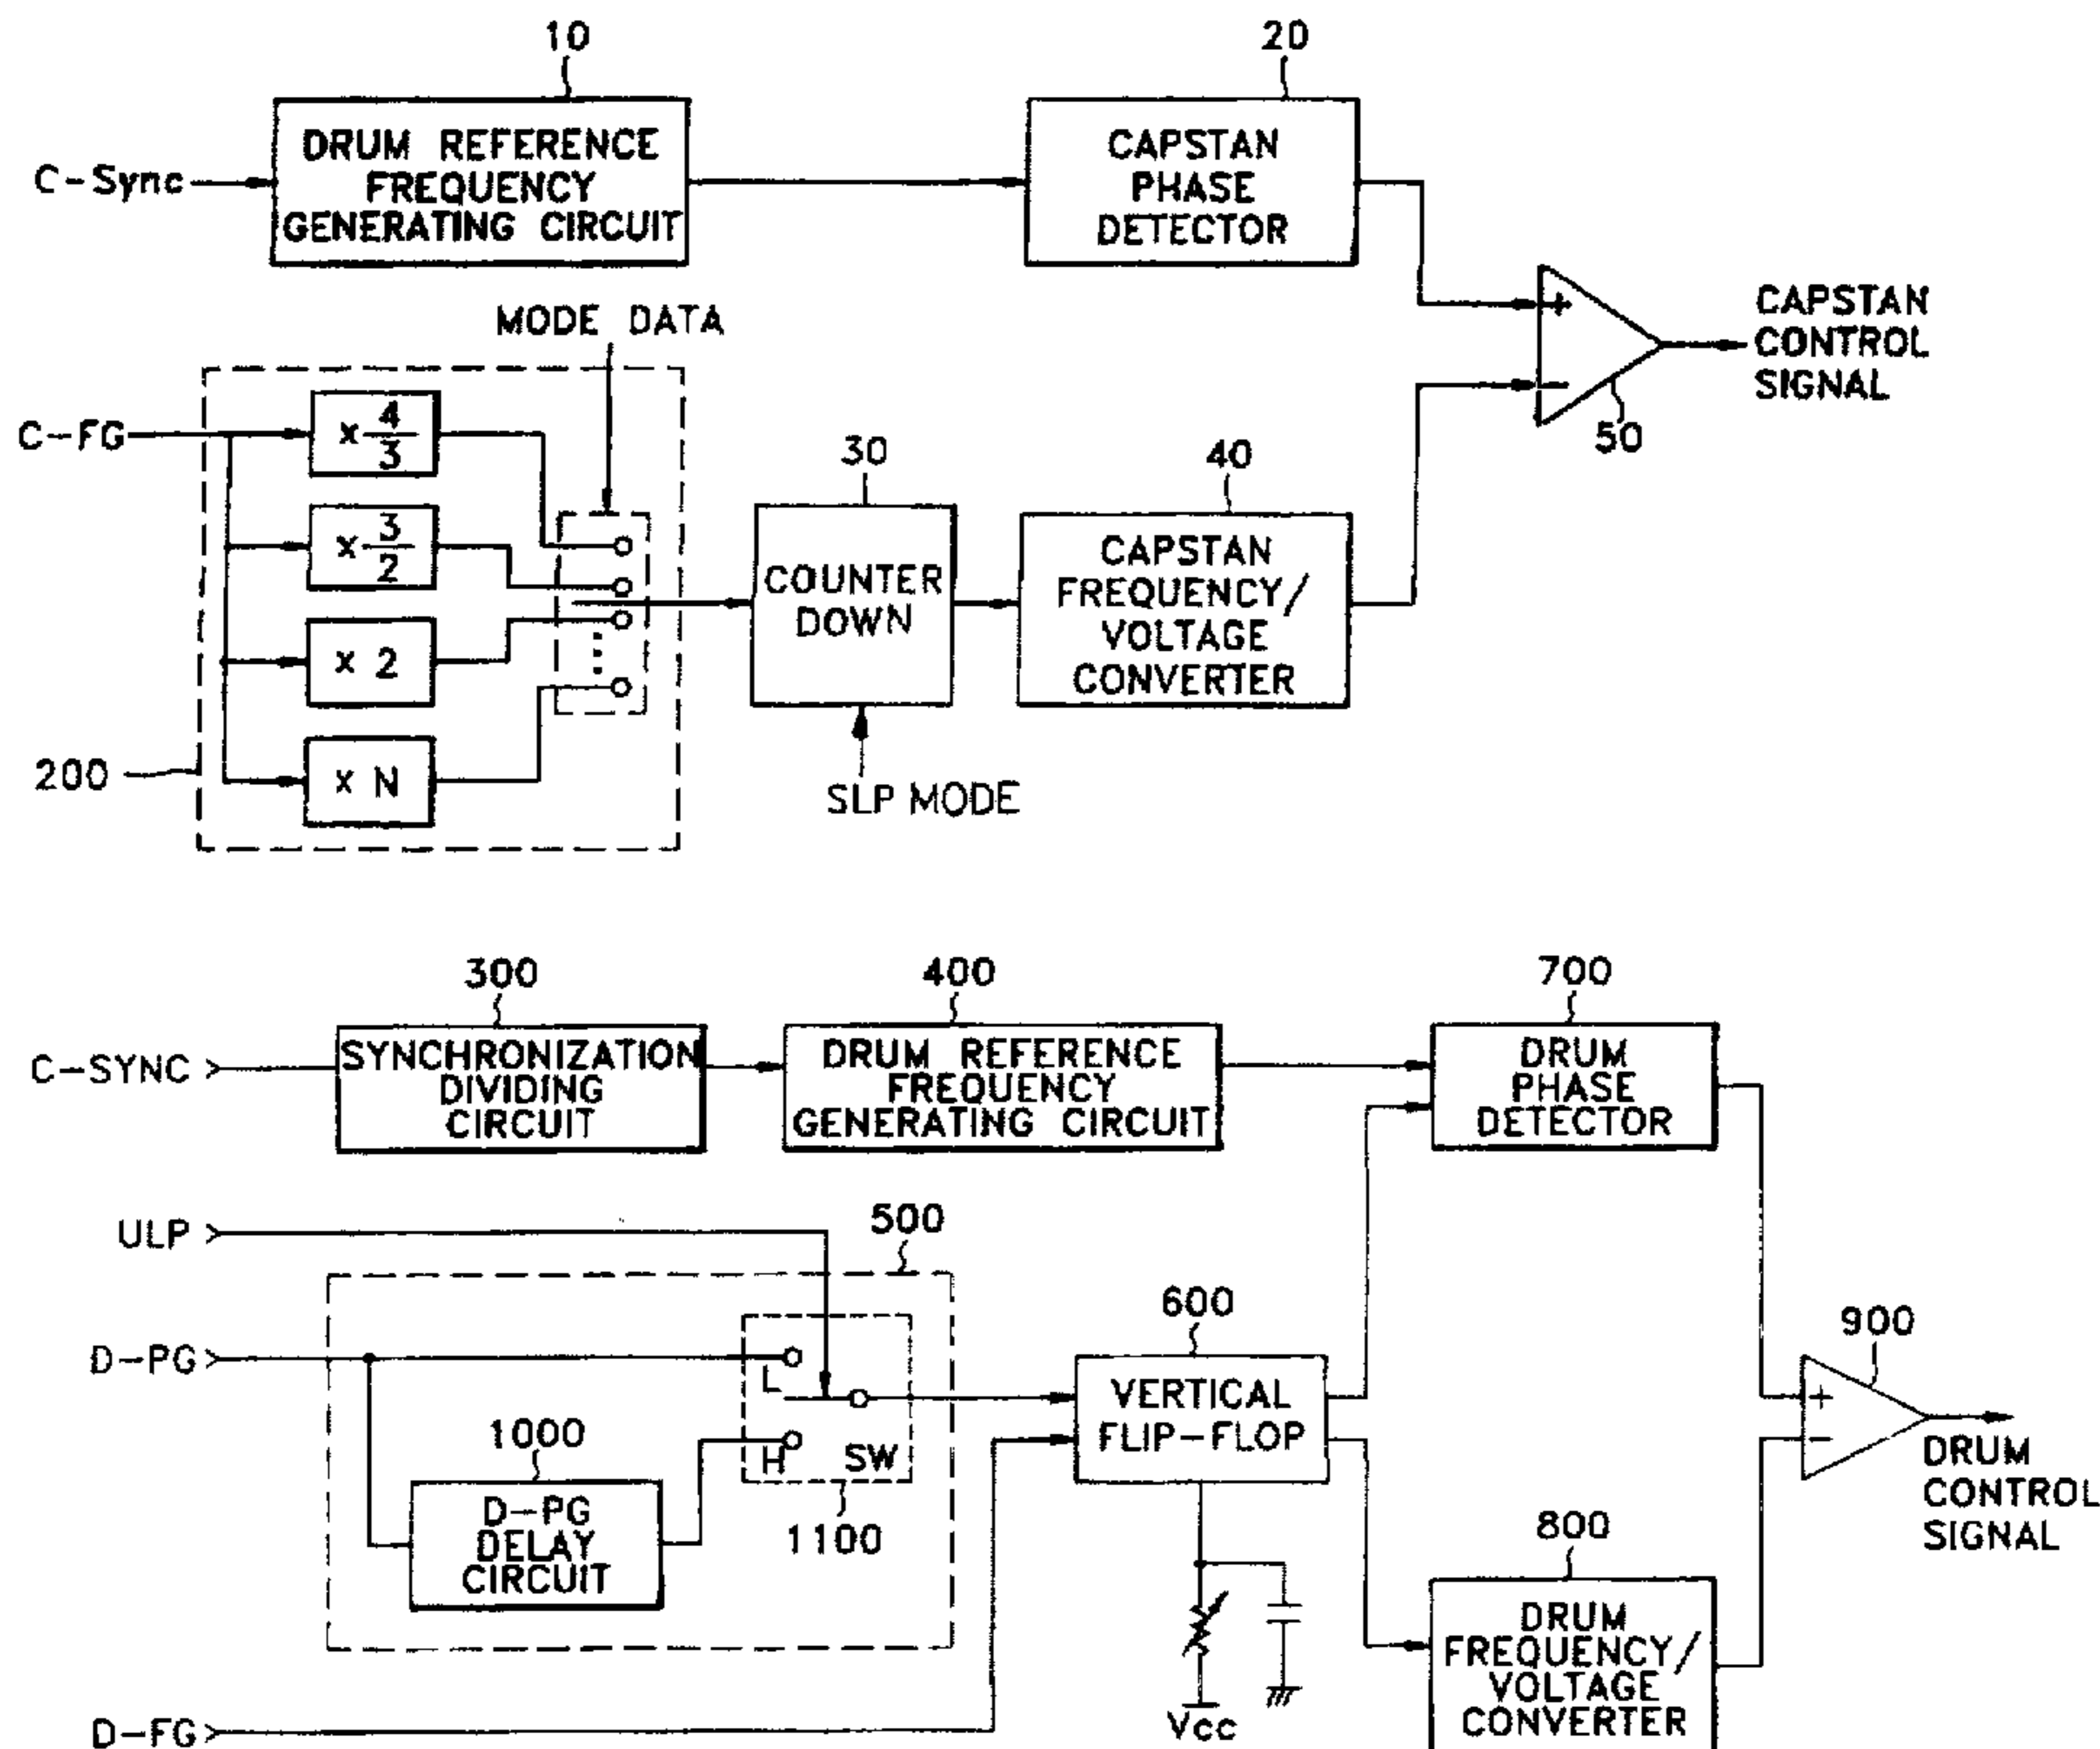 10
20
DRUM REFERENCE
FREQUENCY
GENERATING CIRCUIT
C-Sync
CAPSTAN
PHASE
DETECTOR
MODE DATA
+
−
50
CAPSTAN
CONTROL
SIGNAL
C-FG
x 4/3
x 3/2
x 2
x N
200
30
COUNTER
DOWN
SLP MODE
40
CAPSTAN
FREQUENCY/
VOLTAGE
CONVERTER
300
400
700
C-SYNC
SYNCHRONIZATION
DIVIDING
CIRCUIT
DRUM REFERENCE
FREQUENCY
GENERATING CIRCUIT
DRUM
PHASE
DETECTOR
ULP
500
D-PG
L
H
SW
1100
1000
D-PG
DELAY
CIRCUIT
600
VERTICAL
FLIP-FLOP
Vcc
900
+
−
DRUM
CONTROL
SIGNAL
800
DRUM
FREQUENCY/
VOLTAGE
CONVERTER
D-FG